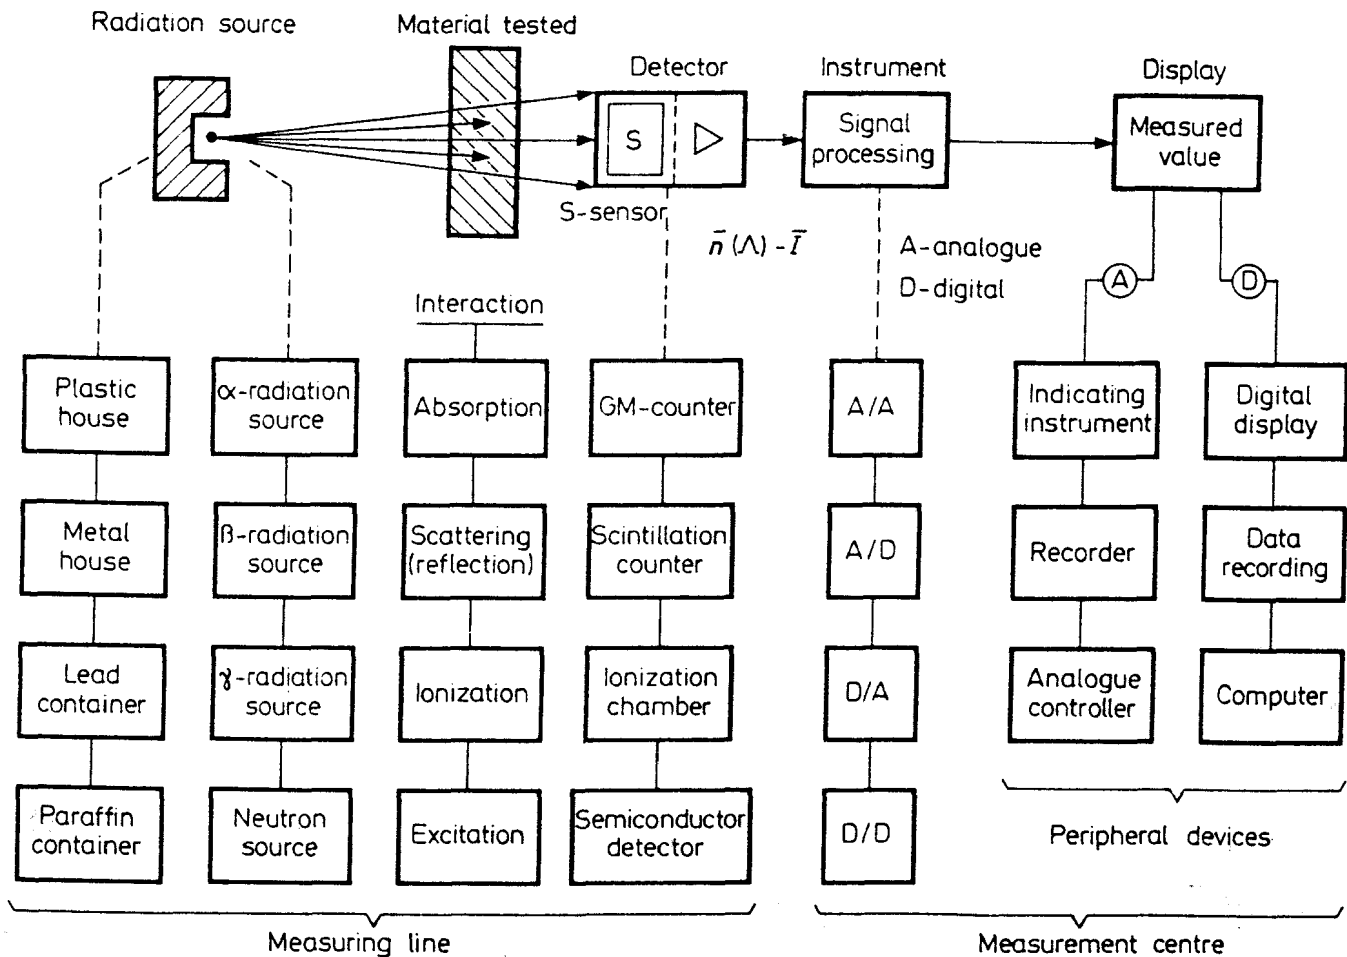 Radiation source
Material tested
Detector
Instrument
Display
S
Signal
processing
Measured
value
S-sensor
n̄ (Λ) - Ī
A-analogue
D-digital
A
D
Interaction
Plastic
house
α-radiation
source
Absorption
GM-counter
A/A
Indicating
instrument
Digital
display
Metal
house
ß-radiation
source
Scattering
(reflection)
Scintillation
counter
A/D
Recorder
Data
recording
Lead
container
γ-radiation
source
Ionization
Ionization
chamber
D/A
Analogue
controller
Computer
Paraffin
container
Neutron
source
Excitation
Semiconductor
detector
D/D
Peripheral devices
Measuring line
Measurement centre